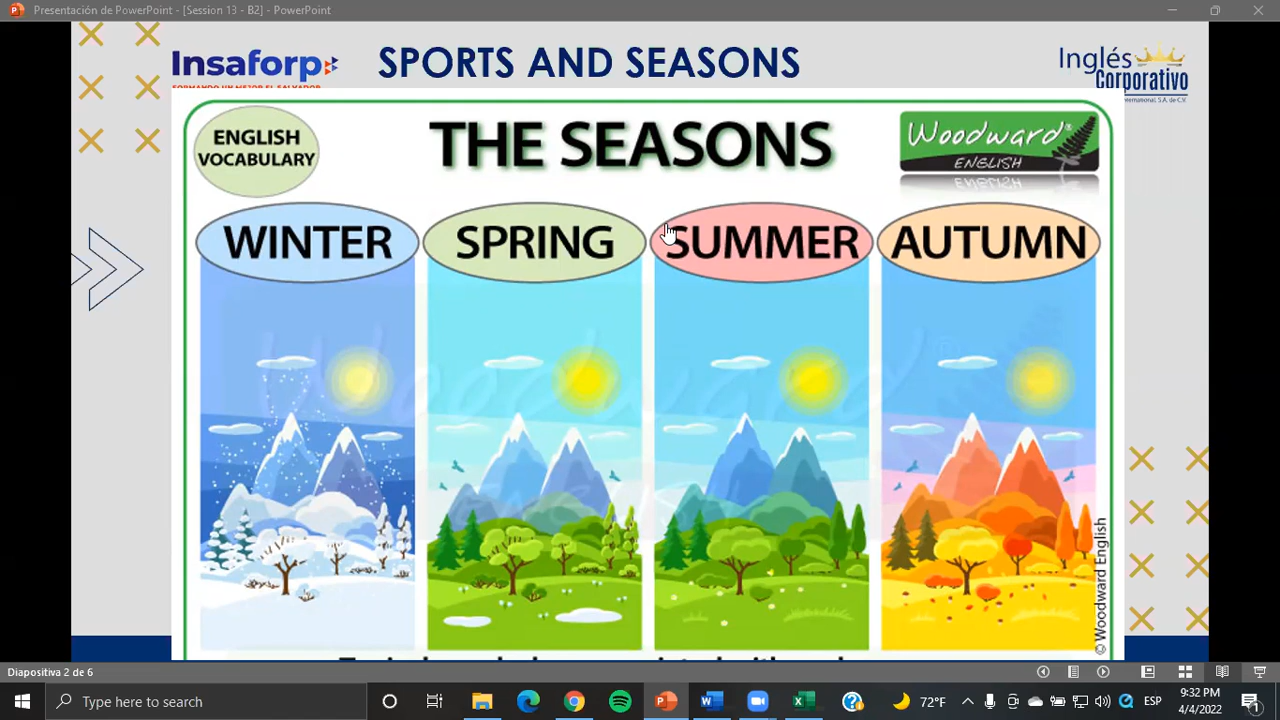 Presentación de PowerPoint - [Session 13 - B2] - PowerPoint
Insaforp
SPORTS AND SEASONS
Inglés
Corporativo
ENGLISH
VOCABULARY
THE SEASONS
Woodward®
ENGLISH
WINTER
SPRING
SUMMER
AUTUMN
© Woodward English
Diapositiva 2 de 6
Type here to search
72°F
ESP
9:32 PM
4/4/2022